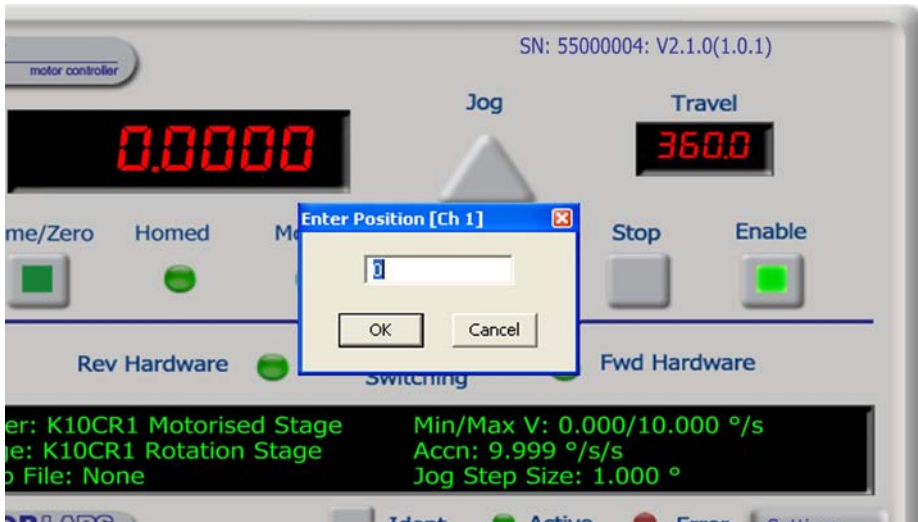 SN: 55000004: V2.1.0(1.0.1)
motor controller
Jog
Travel
0.0000
360.0
Enter Position [Ch 1]
me/Zero
Homed
Stop
Enable
0
OK
Cancel
Rev Hardware
Switching
Fwd Hardware
er: K10CR1 Motorised Stage
Min/Max V: 0.000/10.000 °/s
ge: K10CR1 Rotation Stage
Accn: 9.999 °/s/s
o File: None
Jog Step Size: 1.000 °
Ident
Active
Error